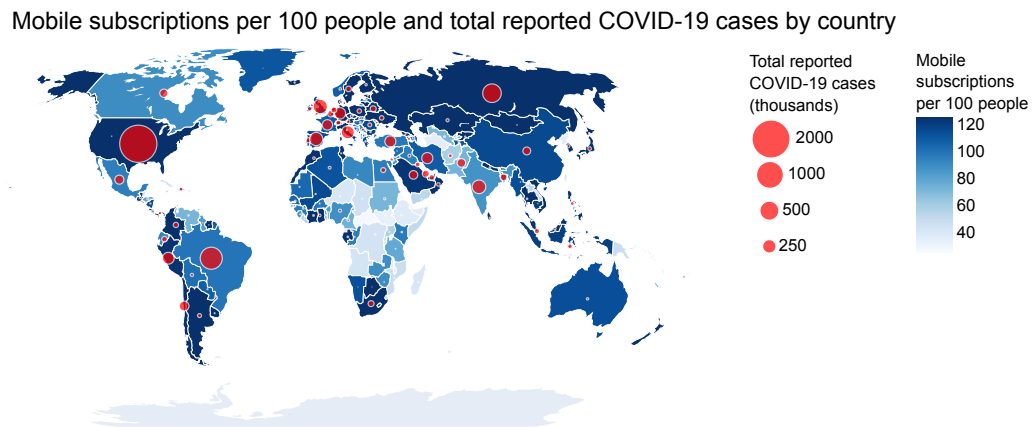 Mobile subscriptions per 100 people and total reported COVID-19 cases by country
Total reported
COVID-19 cases
(thousands)
2000
1000
500
250
Mobile
subscriptions
per 100 people
120
100
80
60
40